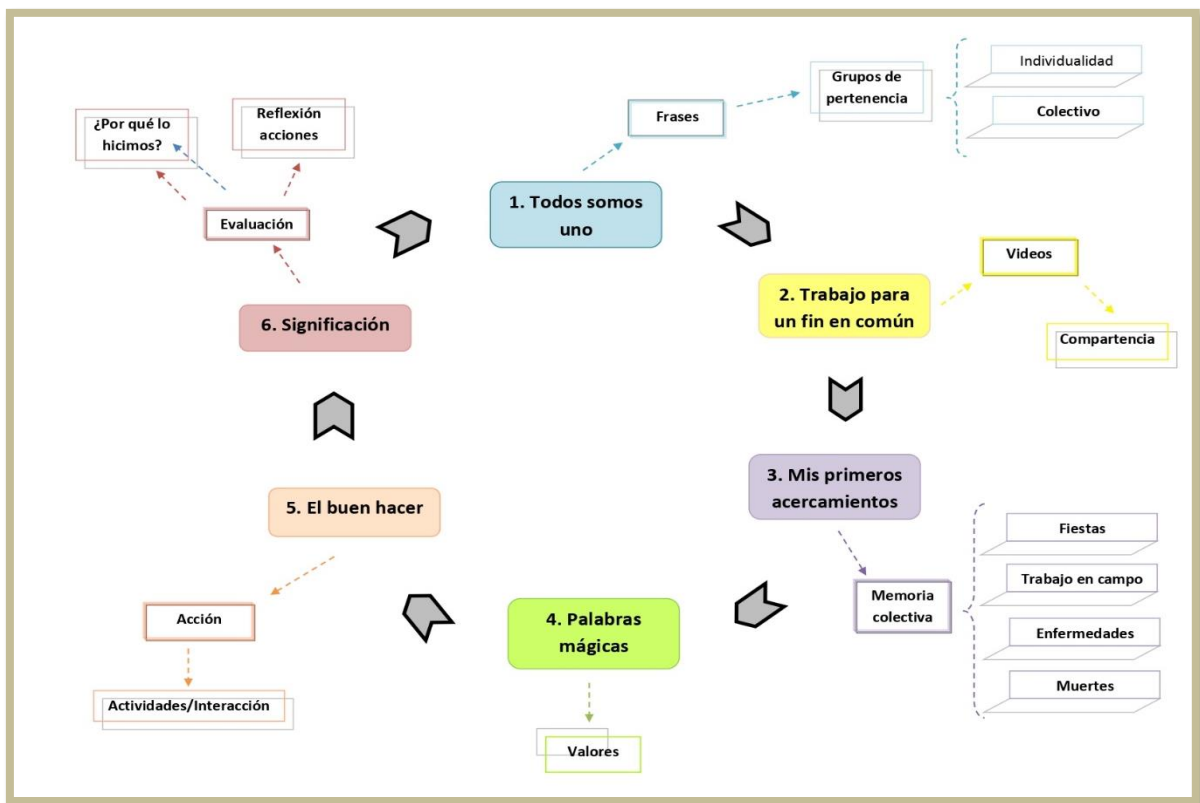 1. Todos somos
uno
Frases
Grupos de
pertenencia
Individualidad
Colectivo
2. Trabajo para
un fin en común
Videos
Compartencia
3. Mis primeros
acercamientos
Memoria
colectiva
Fiestas
Trabajo en campo
Enfermedades
Muertes
4. Palabras
mágicas
Valores
5. El buen hacer
Acción
Actividades/Interacción
6. Significación
Evaluación
¿Por qué lo
hicimos?
Reflexión
acciones